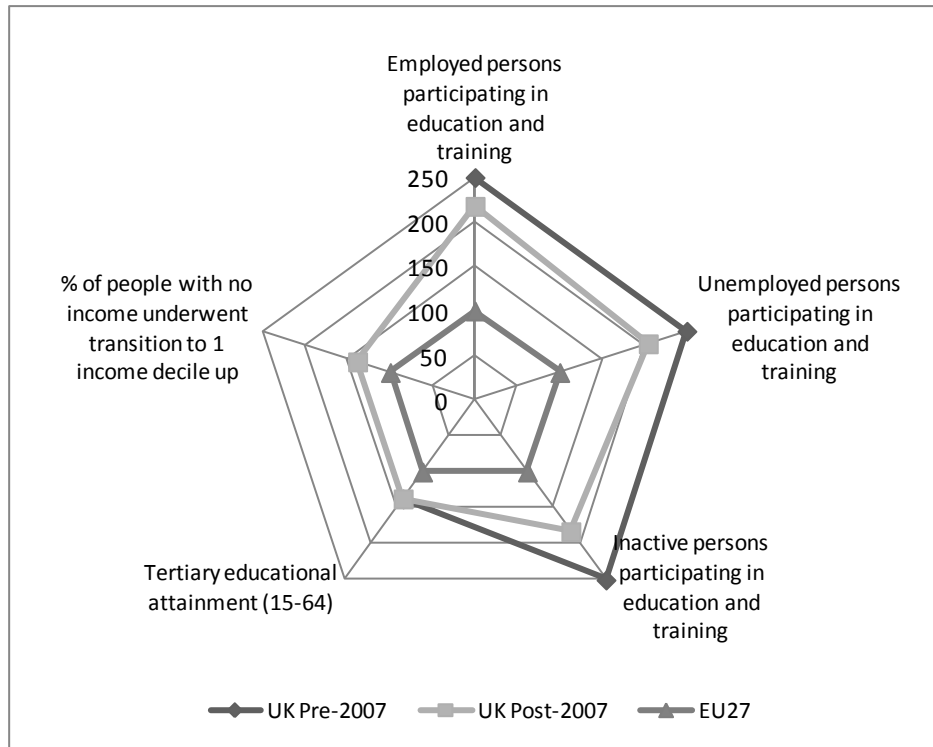 Employed persons
participating in
education and
training
250
200
150
100
50
0
% of people with no
income underwent
transition to 1
income decile up
Unemployed persons
participating in
education and
training
Tertiary educational
attainment (15-64)
Inactive persons
participating in
education and
training
UK Pre-2007
UK Post-2007
EU27